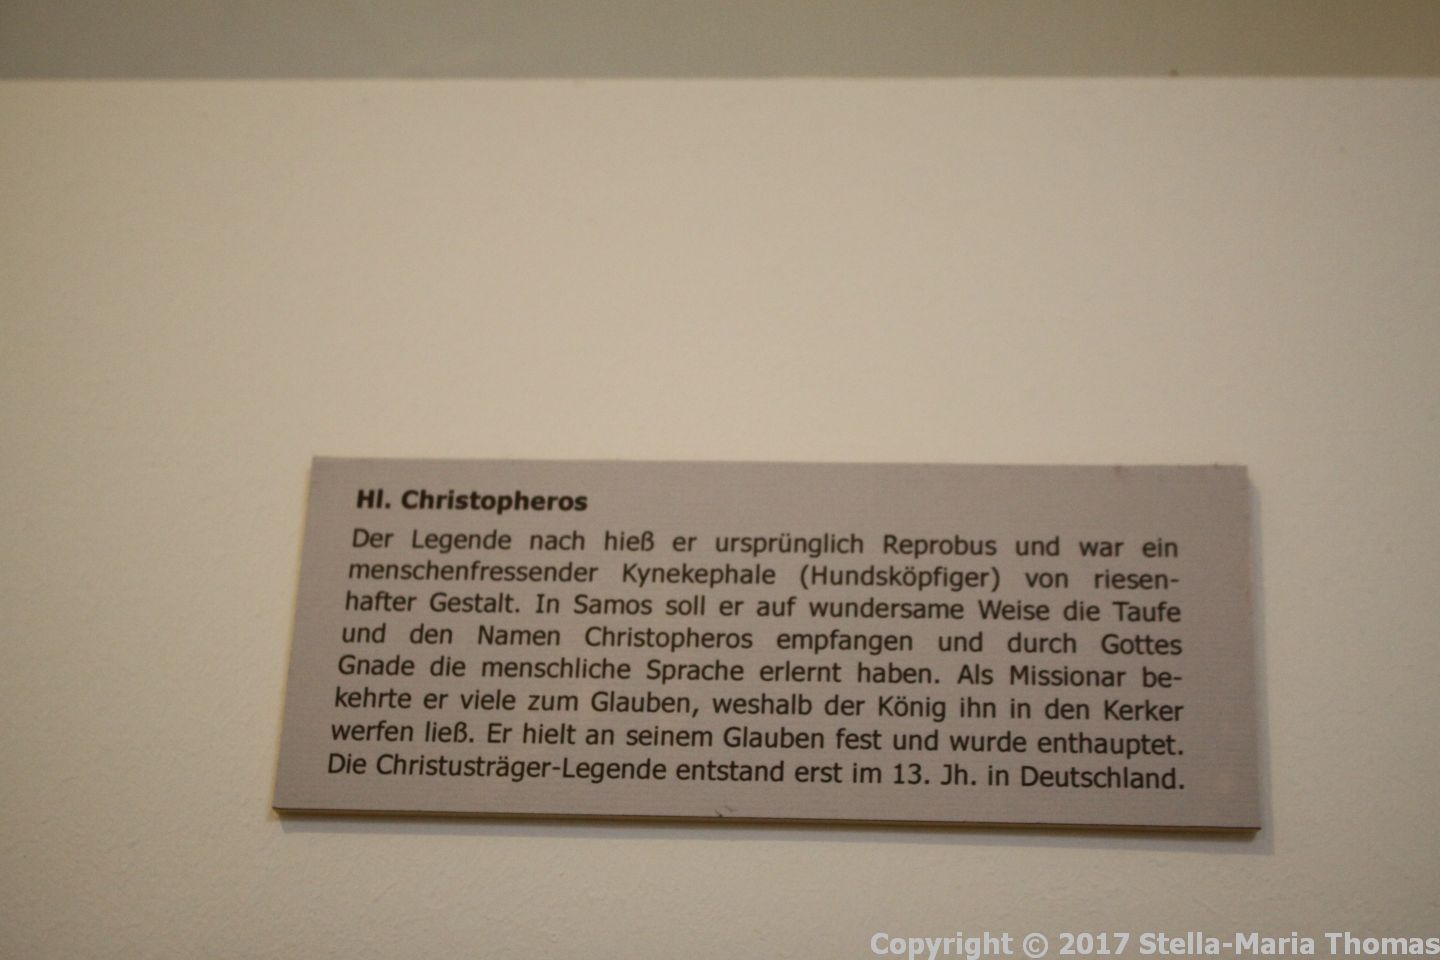 Hl. Christopheros
Der Legende nach hieß er ursprünglich Reprobus und war ein
menschenfressender Kynekephale (Hundsköpfiger) von riesen-
hafter Gestalt. In Samos soll er auf wundersame Weise die Taufe
und den Namen Christopheros empfangen und durch Gottes
Gnade die menschliche Sprache erlernt haben. Als Missionar be-
kehrte er viele zum Glauben, weshalb der König ihn in den Kerker
werfen ließ. Er hielt an seinem Glauben fest und wurde enthauptet.
Die Christusträger-Legende entstand erst im 13. Jh. in Deutschland.
Copyright © 2017 Stella-Maria Thomas